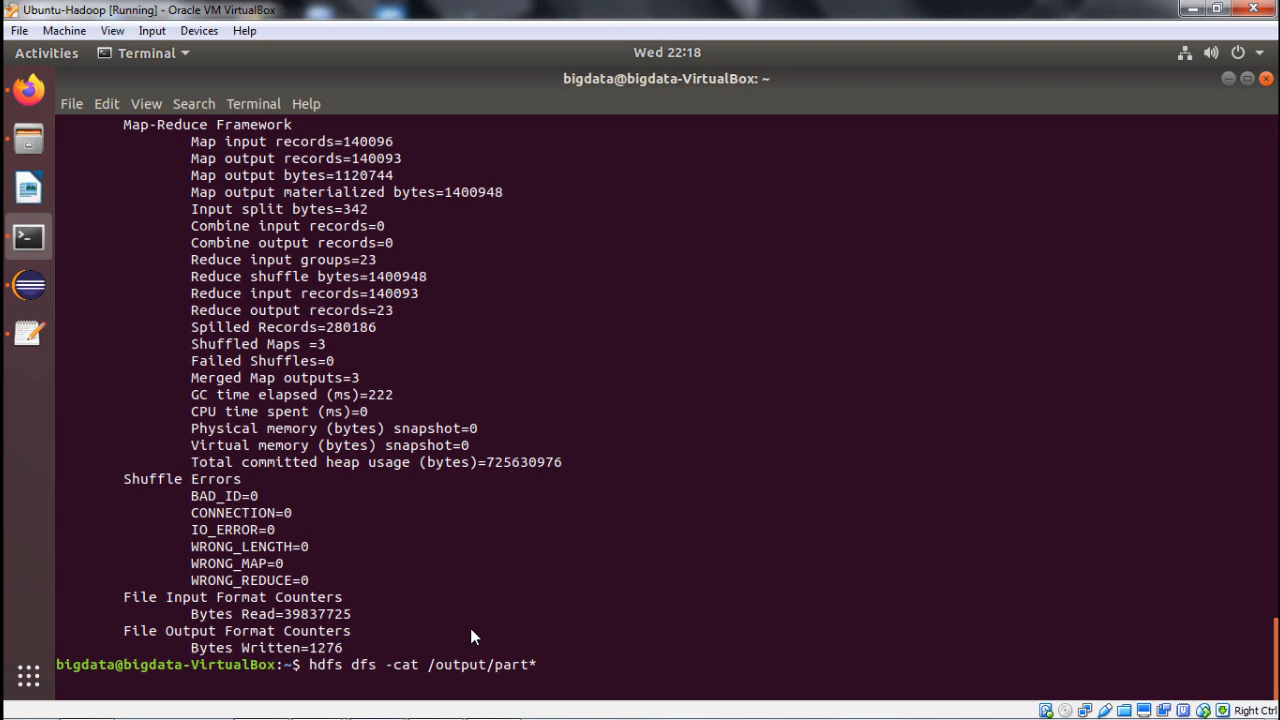 Ubuntu-Hadoop [Running] - Oracle VM VirtualBox
File Machine View Input Devices Help
Activities Terminal Wed 22:18
bigdata@bigdata-VirtualBox: ~
File Edit View Search Terminal Help
Map-Reduce Framework
Map input records=140096
Map output records=140093
Map output bytes=1120744
Map output materialized bytes=1400948
Input split bytes=342
Combine input records=0
Combine output records=0
Reduce input groups=23
Reduce shuffle bytes=1400948
Reduce input records=140093
Reduce output records=23
Spilled Records=280186
Shuffled Maps =3
Failed Shuffles=0
Merged Map outputs=3
GC time elapsed (ms)=222
CPU time spent (ms)=0
Physical memory (bytes) snapshot=0
Virtual memory (bytes) snapshot=0
Total committed heap usage (bytes)=725630976
Shuffle Errors
BAD_ID=0
CONNECTION=0
IO_ERROR=0
WRONG_LENGTH=0
WRONG_MAP=0
WRONG_REDUCE=0
File Input Format Counters
Bytes Read=39837725
File Output Format Counters
Bytes Written=1276
bigdata@bigdata-VirtualBox:~$ hdfs dfs -cat /output/part*
Right Ctrl